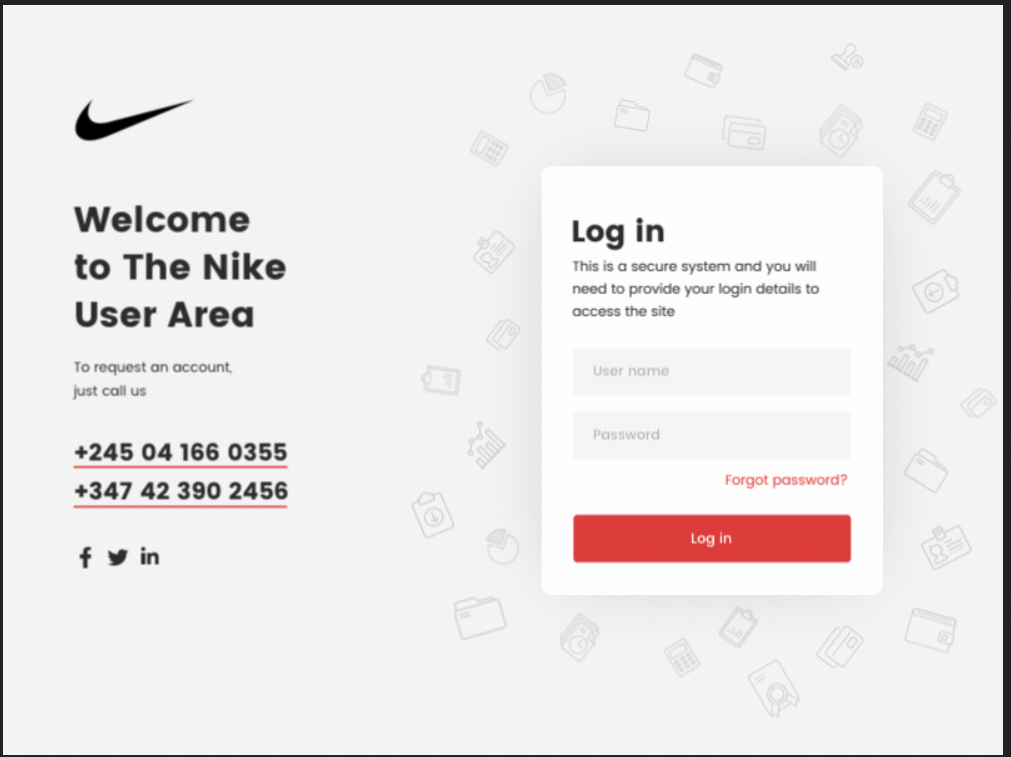 Welcome
to The Nike
User Area
To request an account,
just call us
+245 04 166 0355
+347 42 390 2456
Log in
This is a secure system and you will
need to provide your login details to
access the site
User name
Password
Forgot password?
Log in